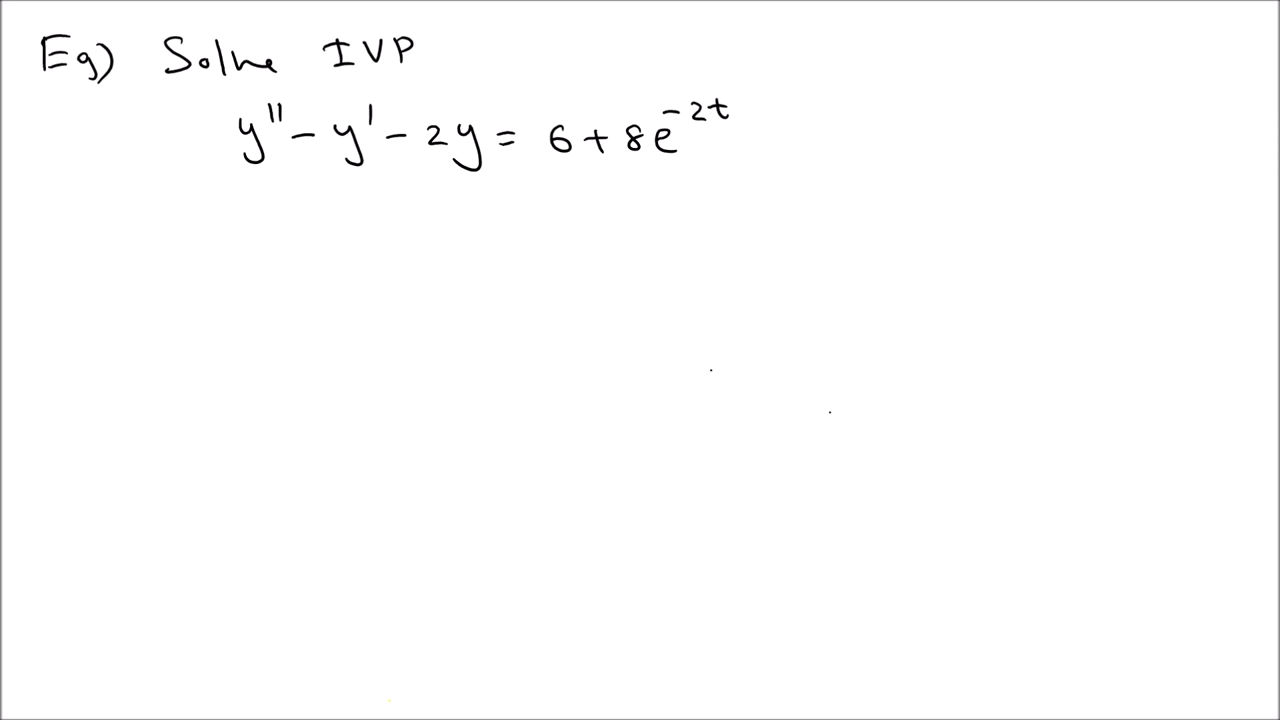 Eg) Solve IVP
y'' - y' - 2y = 6 + 8e^{-2t}